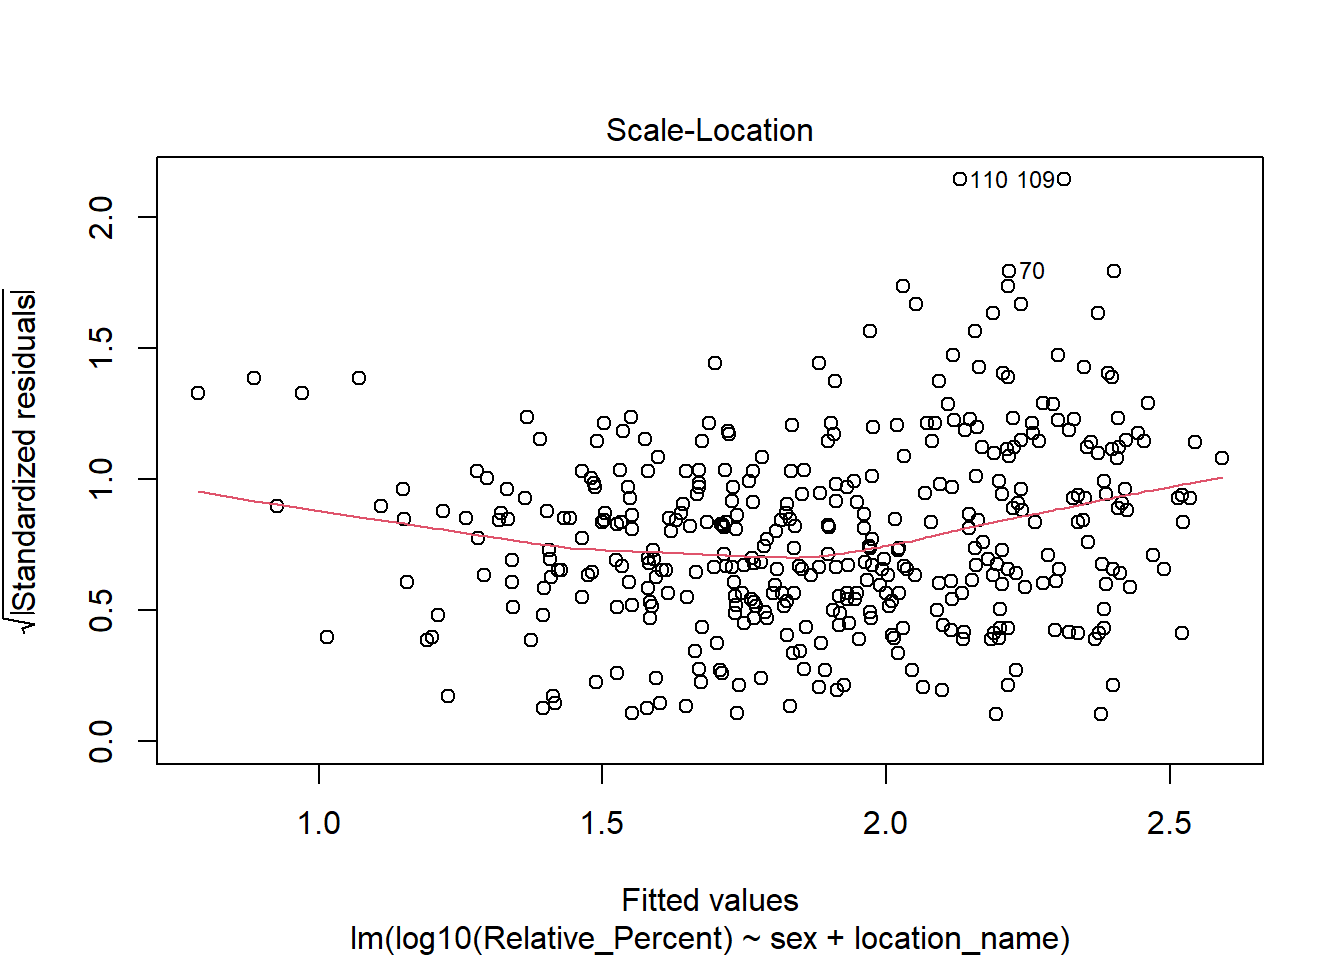 Scale-Location
110 109
70
2.0
1.5
1.0
0.5
0.0
√|Standardized residuals|
1.0 1.5 2.0 2.5
Fitted values
lm(log10(Relative_Percent) ~ sex + location_name)